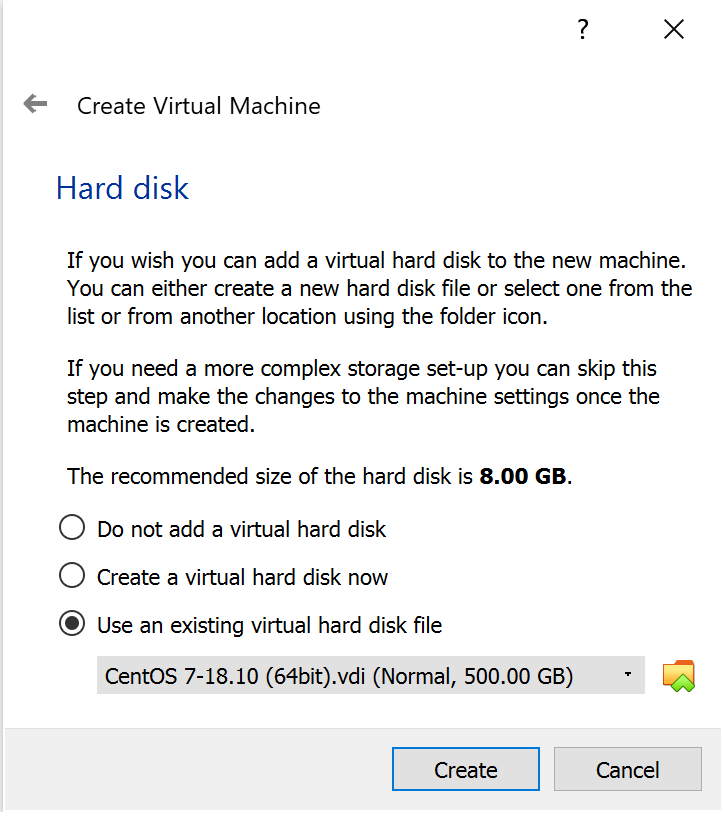 ?
Create Virtual Machine
Hard disk
If you wish you can add a virtual hard disk to the new machine.
You can either create a new hard disk file or select one from the
list or from another location using the folder icon.
If you need a more complex storage set-up you can skip this
step and make the changes to the machine settings once the
machine is created.
The recommended size of the hard disk is 8.00 GB.
Do not add a virtual hard disk
Create a virtual hard disk now
Use an existing virtual hard disk file
CentOS 7-18.10 (64bit).vdi (Normal, 500.00 GB)
Create Cancel